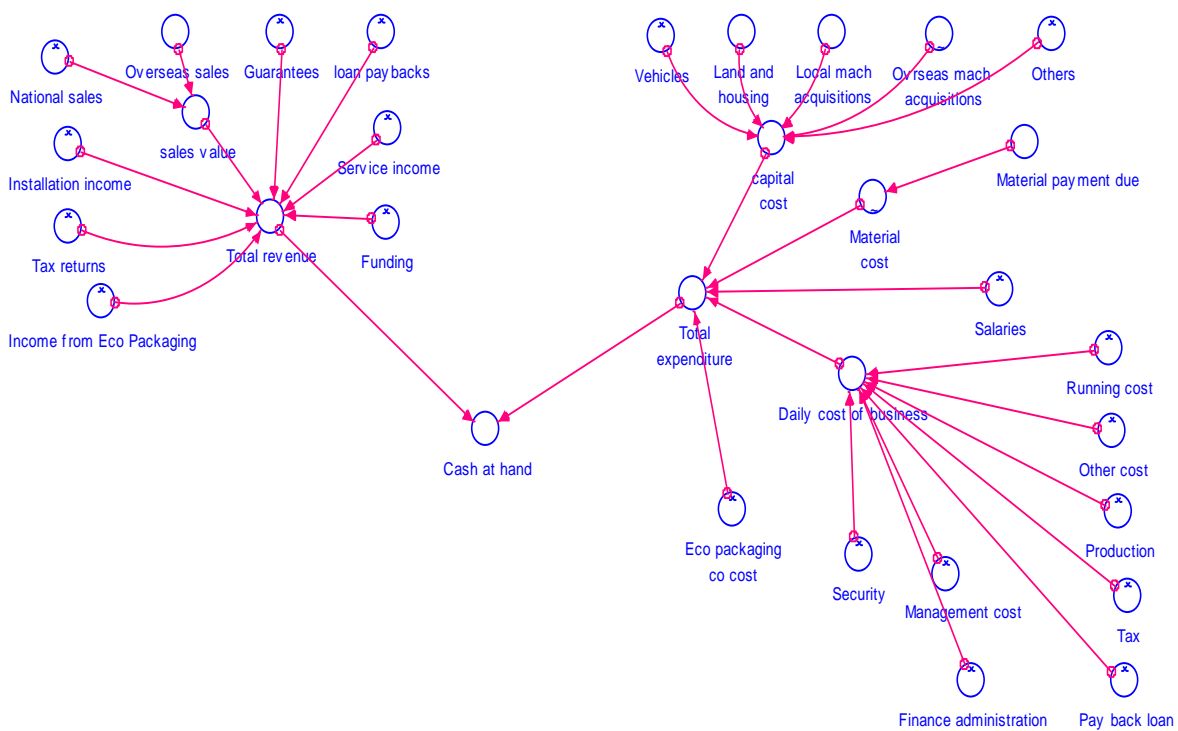 Overseas sales
Guarantees
loan paybacks
National sales
sales value
Service income
Installation income
Tax returns
Total revenue
Funding
Income from Eco Packaging
Vehicles
Land and
housing
Local mach
acquisitions
Ovrseas mach
acquisitions
Others
capital
cost
Material payment due
Material
cost
Salaries
Total
expenditure
Running cost
Daily cost of business
Other cost
Cash at hand
Production
Eco packaging
co cost
Security
Management cost
Tax
Finance administration
Pay back loan